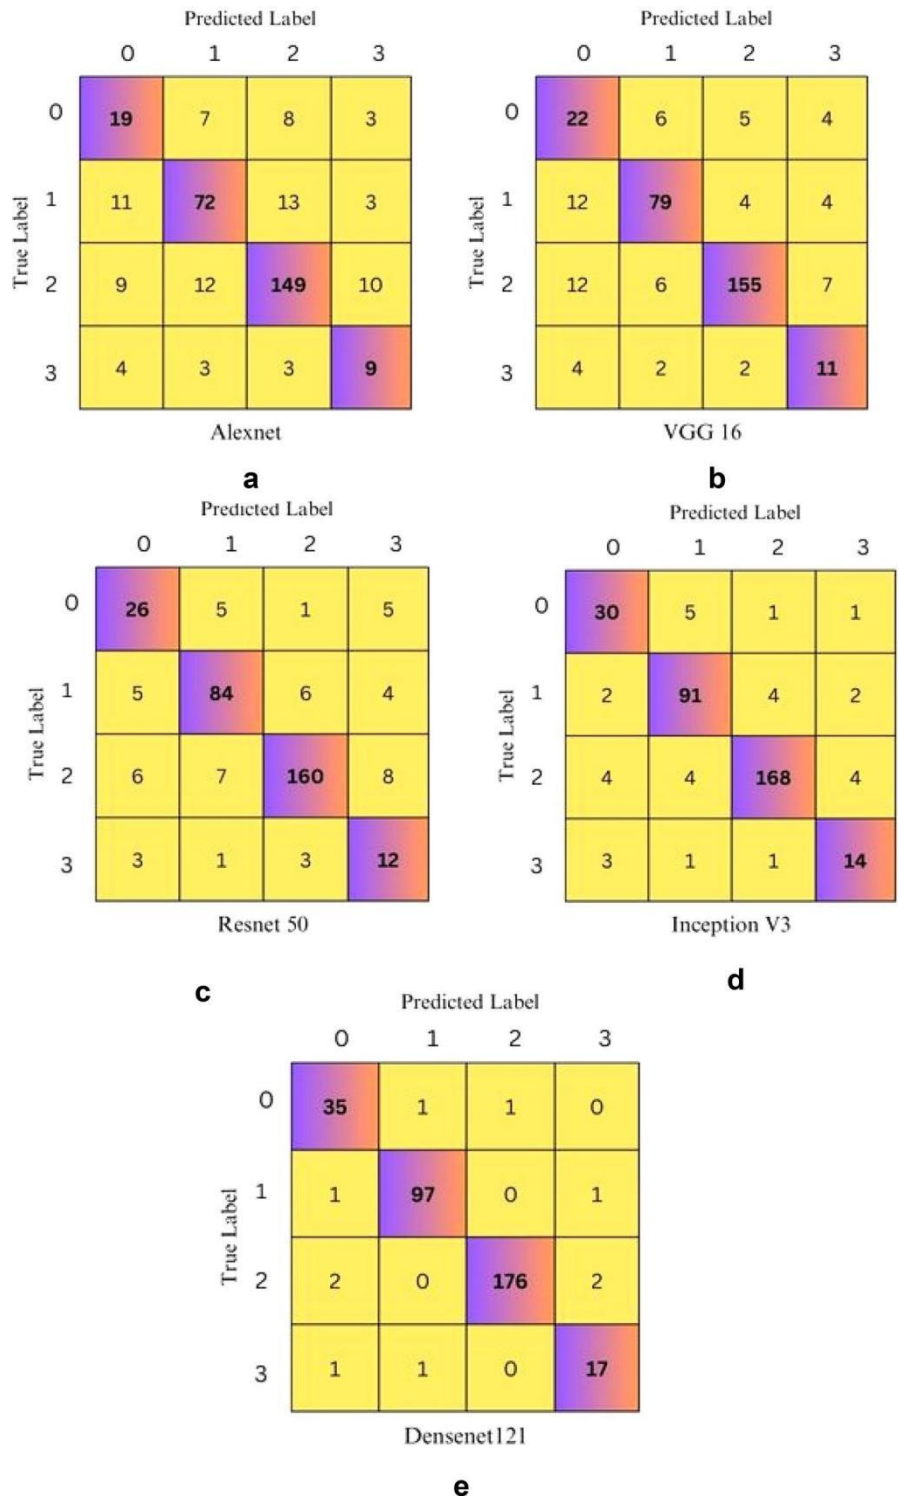 Predicted Label
0 1 2 3
True Label
0 19 7 8 3
1 11 72 13 3
2 9 12 149 10
3 4 3 3 9
Alexnet
a
Predicted Label
0 1 2 3
True Label
0 22 6 5 4
1 12 79 4 4
2 12 6 155 7
3 4 2 2 11
VGG 16
b
Predicted Label
0 1 2 3
True Label
0 26 5 1 5
1 5 84 6 4
2 6 7 160 8
3 3 1 3 12
Resnet 50
c
Predicted Label
0 1 2 3
True Label
0 30 5 1 1
1 2 91 4 2
2 4 4 168 4
3 3 1 1 14
Inception V3
d
Predicted Label
0 1 2 3
True Label
0 35 1 1 0
1 1 97 0 1
2 2 0 176 2
3 1 1 0 17
Densenet121
e